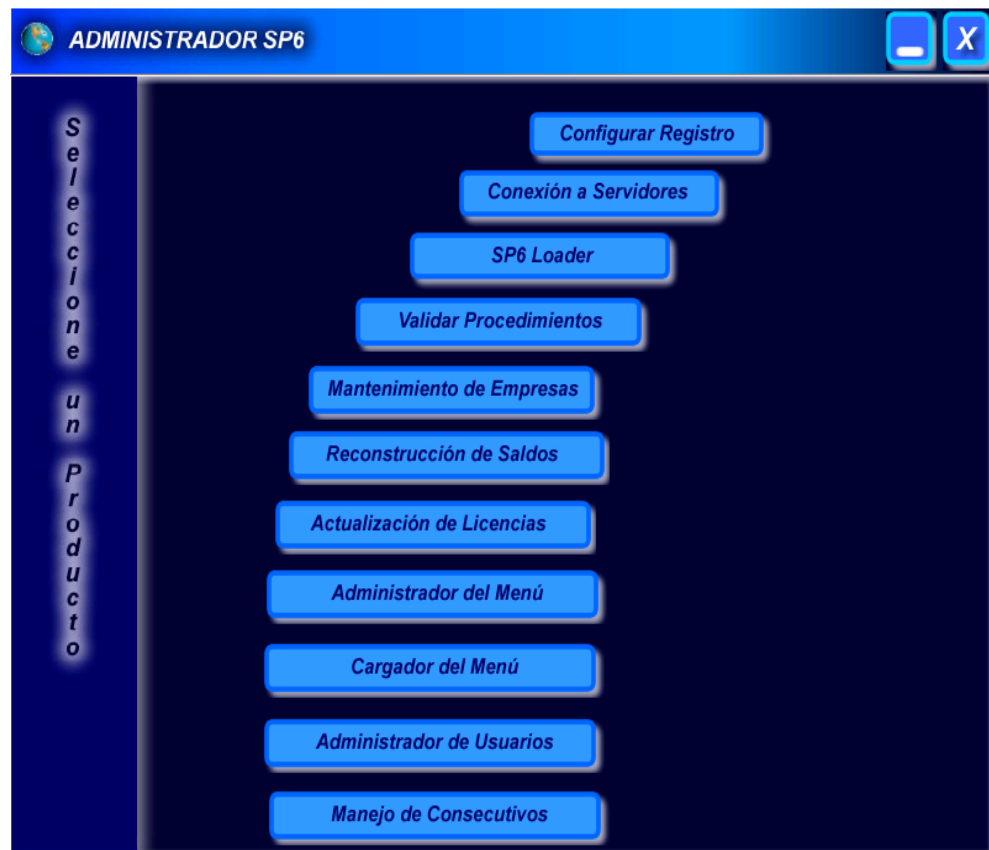 ADMINISTRADOR SP6
X
Seleccione un Producto
Configurar Registro
Conexión a Servidores
SP6 Loader
Validar Procedimientos
Mantenimiento de Empresas
Reconstrucción de Saldos
Actualización de Licencias
Administrador del Menú
Cargador del Menú
Administrador de Usuarios
Manejo de Consecutivos